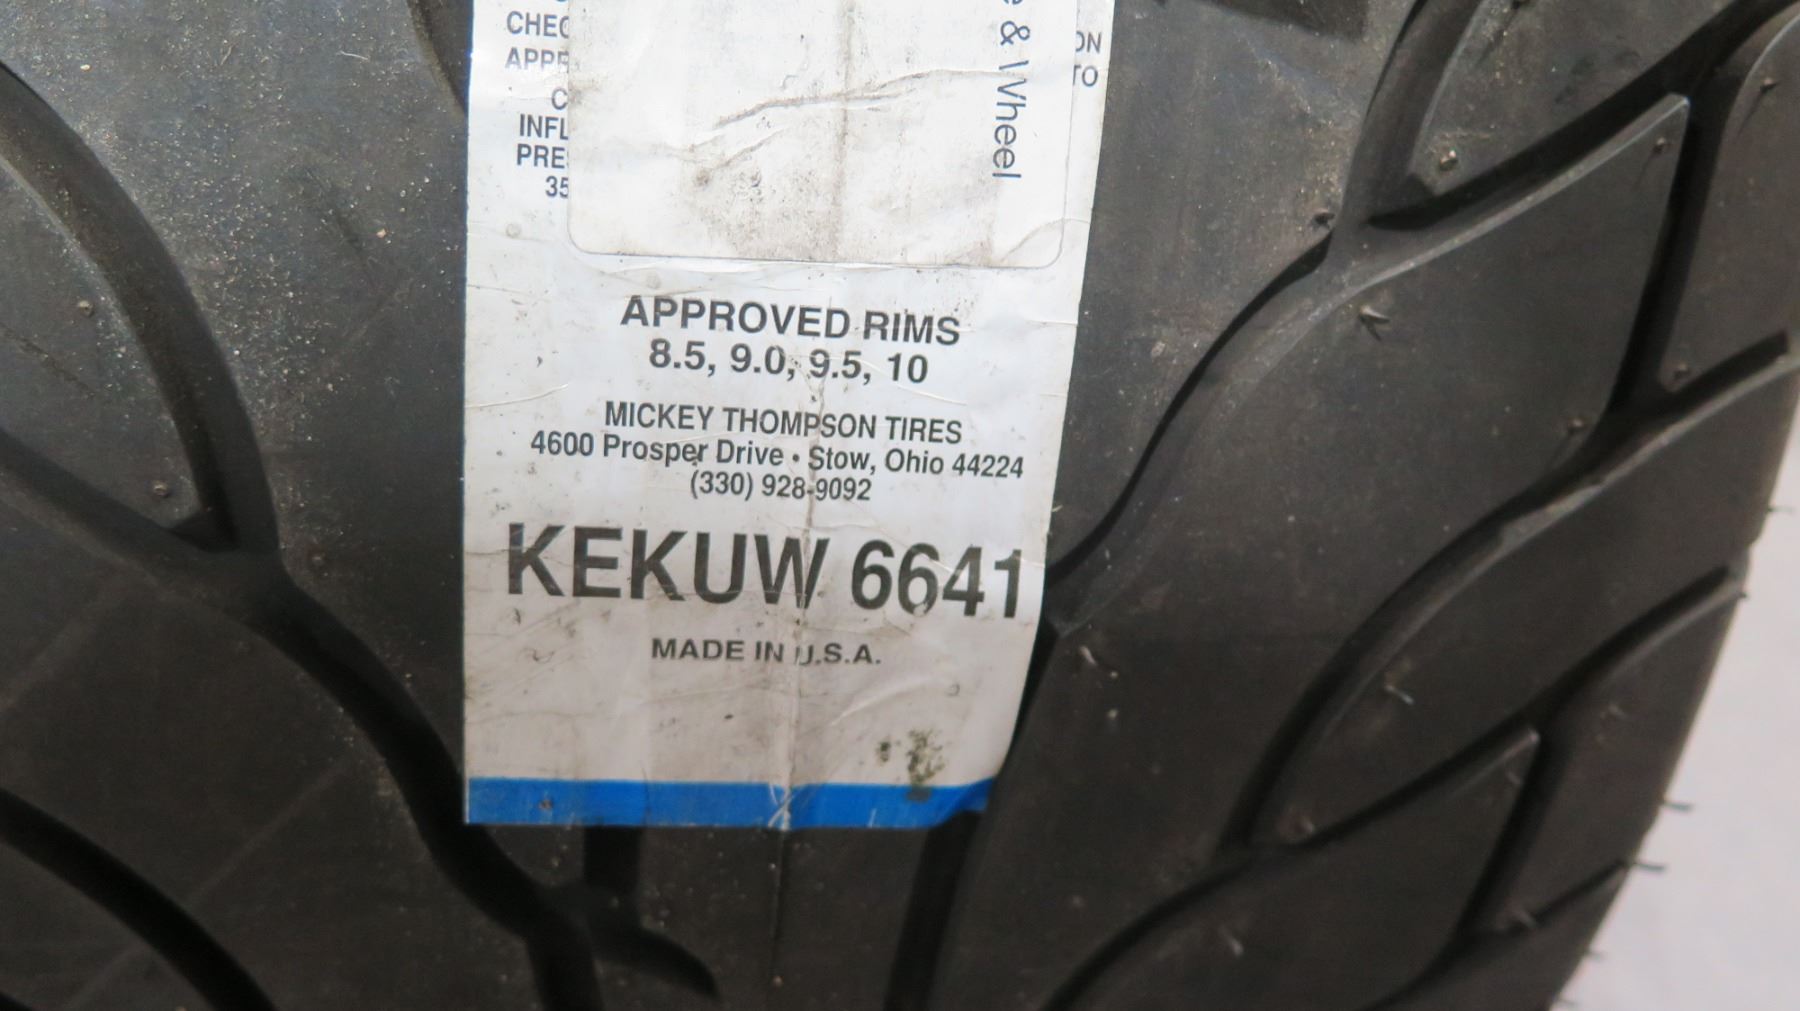 & Wheel
APPROVED RIMS
8.5, 9.0, 9.5, 10
MICKEY THOMPSON TIRES
4600 Prosper Drive • Stow, Ohio 44224
(330) 928-9092
KEKUW 6641
MADE IN U.S.A.